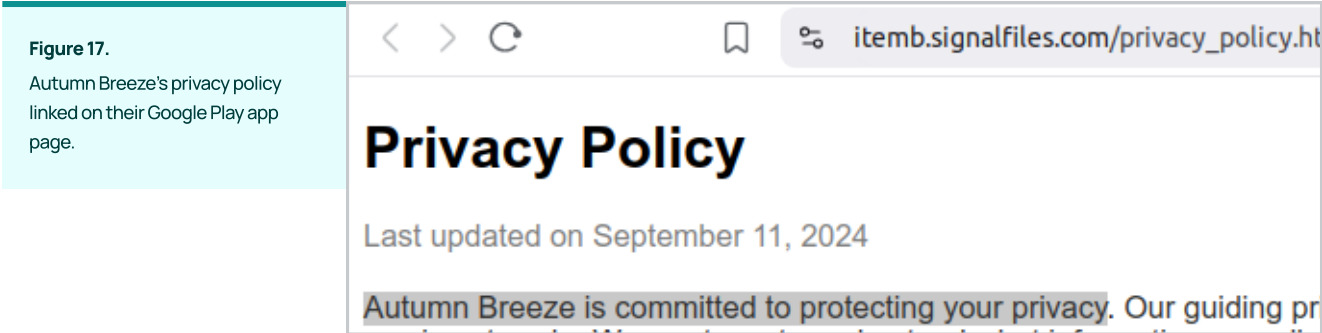 Figure 17.
Autumn Breeze's privacy policy
linked on their Google Play app
page.
itemb.signalfiles.com/privacy_policy.ht
Privacy Policy
Last updated on September 11, 2024
Autumn Breeze is committed to protecting your privacy. Our guiding pr